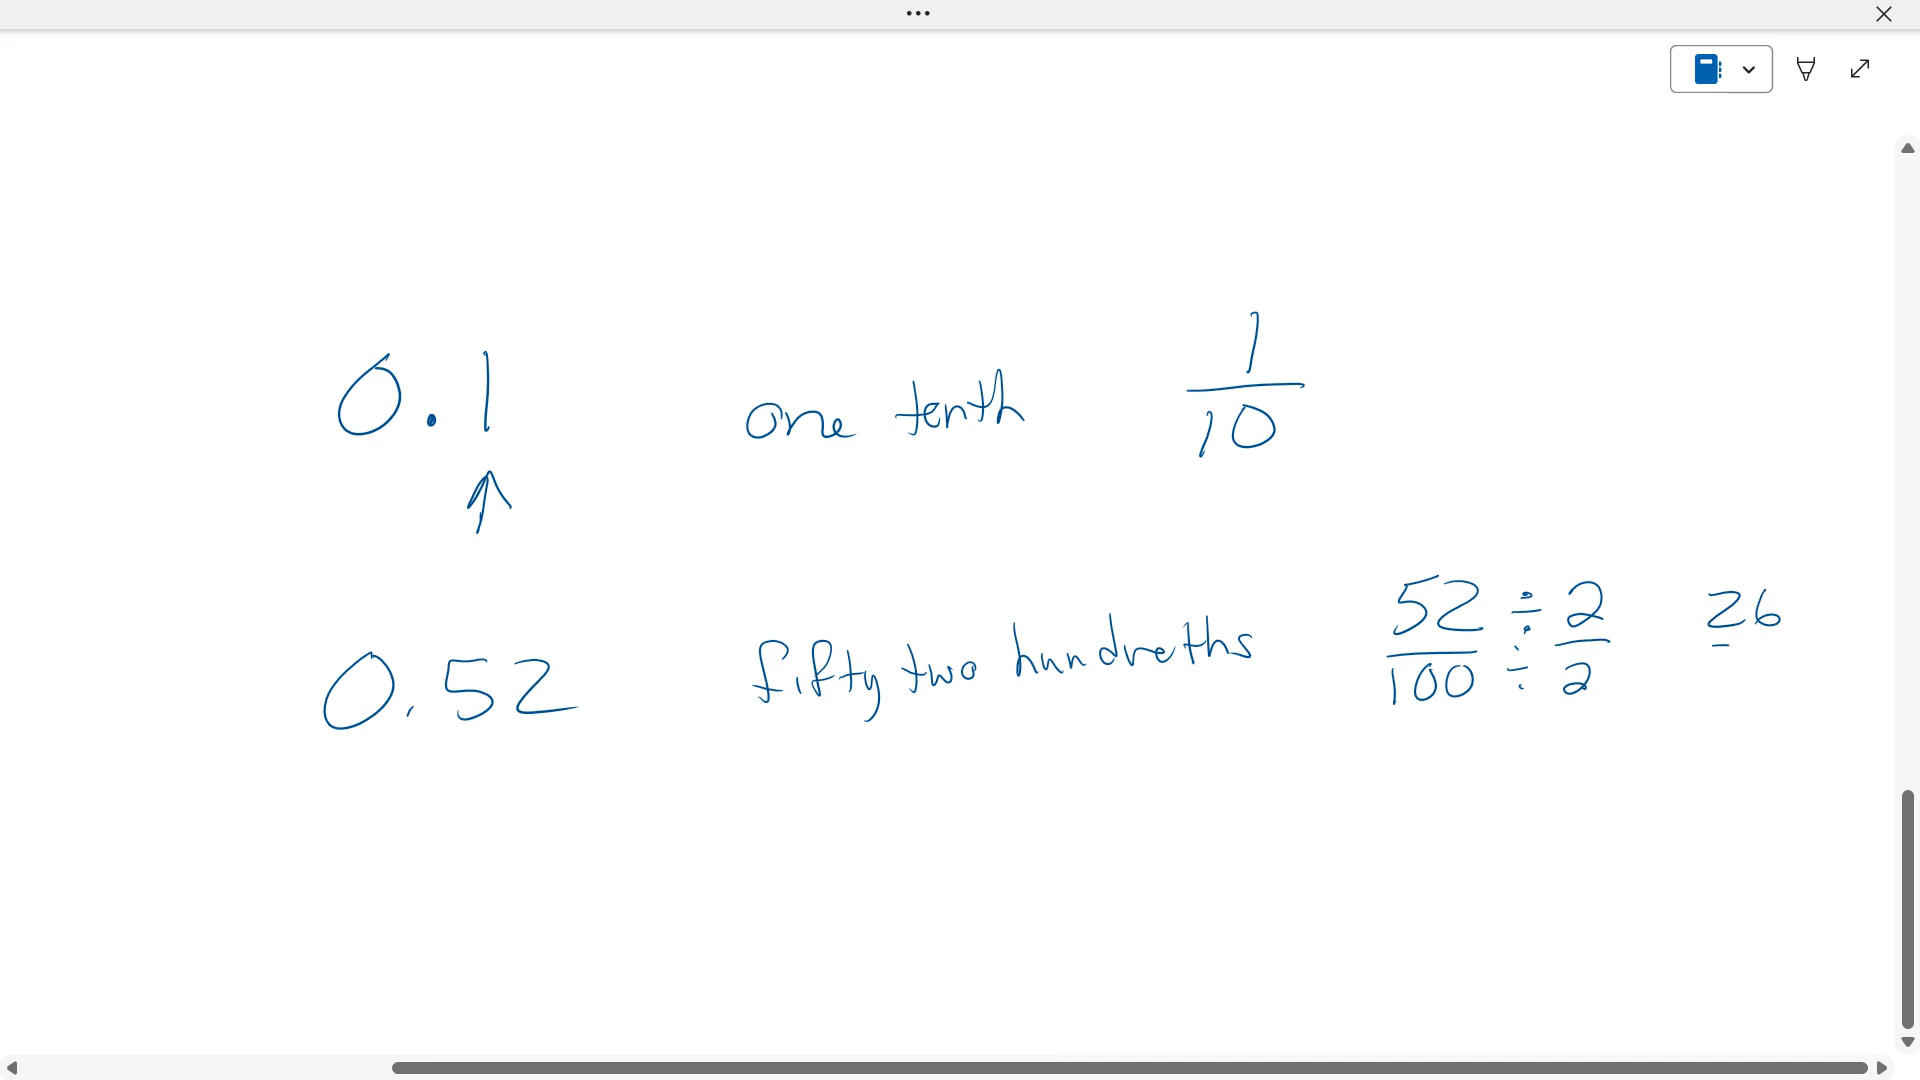 0.1 one tenth 1/10
0.52 fifty two hundreths 52/100 ÷ 2/2 26